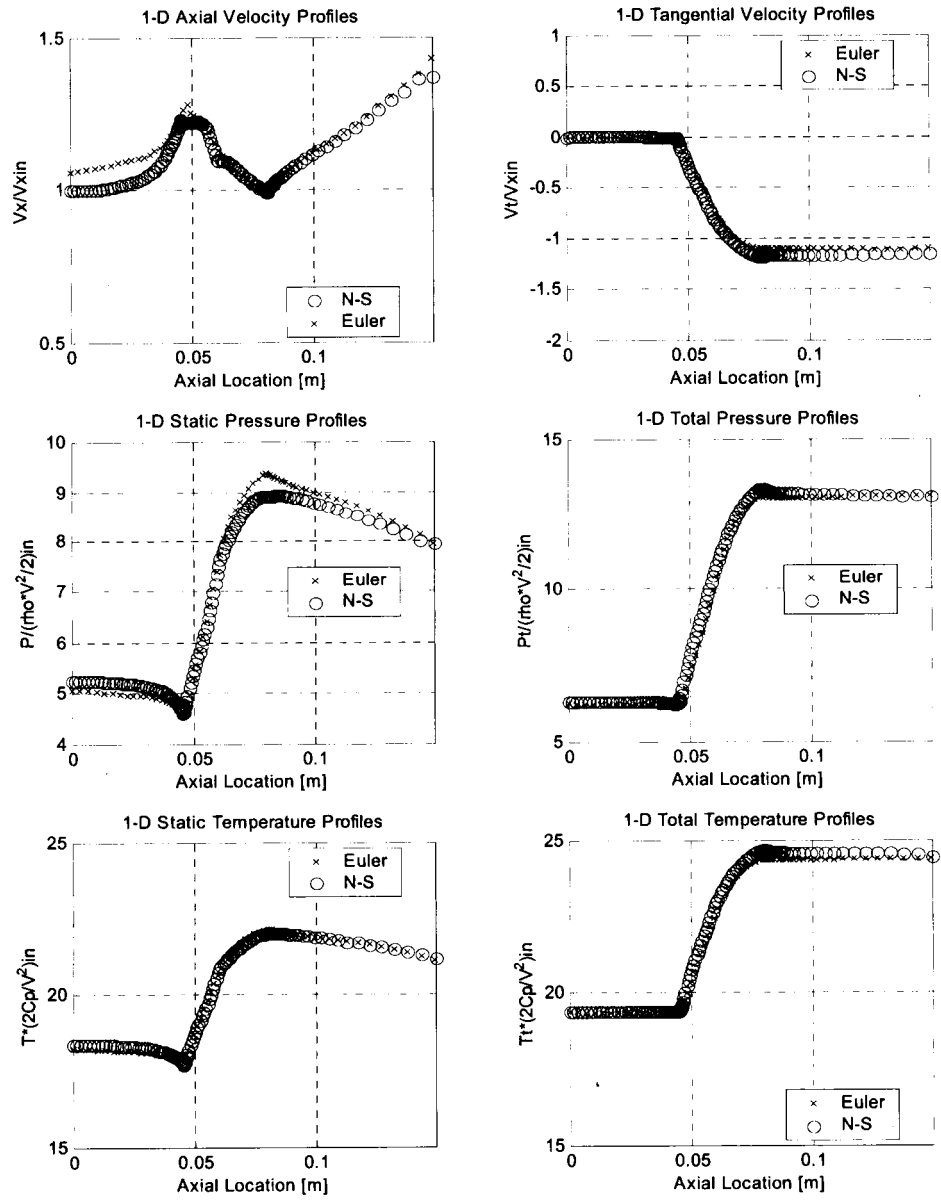 1-D Axial Velocity Profiles
1.5
1
0.5
Vx/Vxin
N-S
Euler
0 0.05 0.1
Axial Location [m]
1-D Tangential Velocity Profiles
1
0.5
0
-0.5
-1
-1.5
-2
Vt/Vxin
Euler
N-S
0 0.05 0.1
Axial Location [m]
1-D Static Pressure Profiles
10
9
8
7
6
5
4
P/(rho*V^2/2)in
Euler
N-S
0 0.05 0.1
Axial Location [m]
1-D Total Pressure Profiles
15
10
5
Pt/(rho*V^2/2)in
Euler
N-S
0 0.05 0.1
Axial Location [m]
1-D Static Temperature Profiles
25
20
15
T*(2Cp/V^2)in
Euler
N-S
0 0.05 0.1
Axial Location [m]
1-D Total Temperature Profiles
25
20
15
Tt*(2Cp/V^2)in
Euler
N-S
0 0.05 0.1
Axial Location [m]